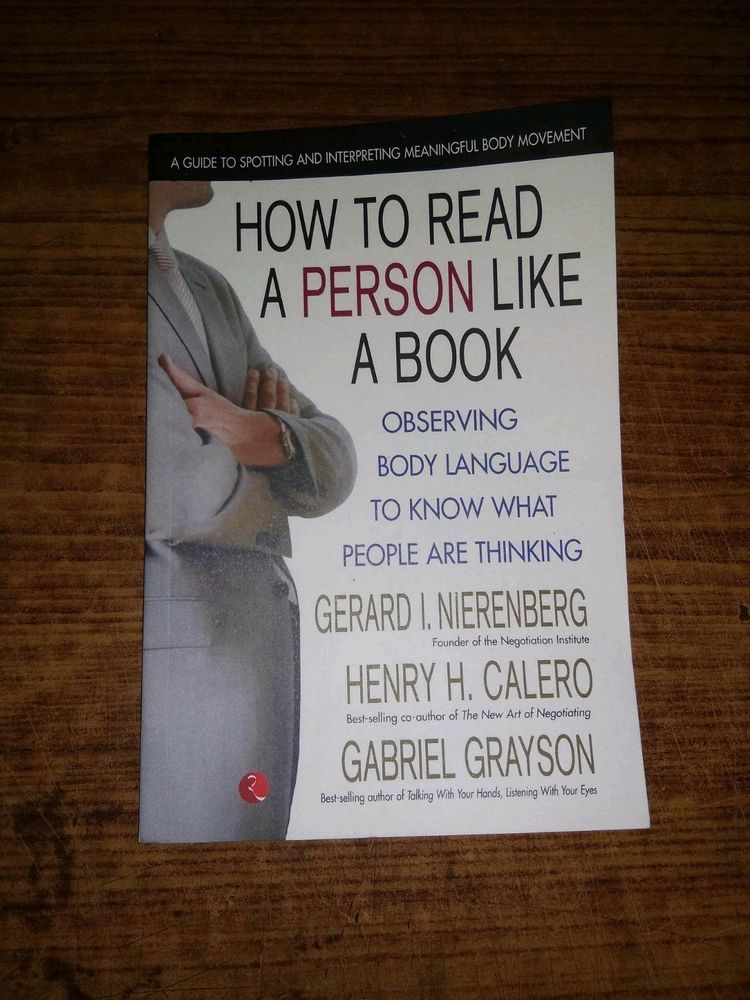 A GUIDE TO SPOTTING AND INTERPRETING MEANINGFUL BODY MOVEMENT
HOW TO READ
A PERSON LIKE
A BOOK
OBSERVING
BODY LANGUAGE
TO KNOW WHAT
PEOPLE ARE THINKING
GERARD I. NiERENBERG
Founder of the Negotiation Institute
HENRY H. CALERO
Best-selling co-author of The New Art of Negotiating
GABRIEL GRAYSON
Best-selling author of Talking With Your Hands, Listening With Your Eyes